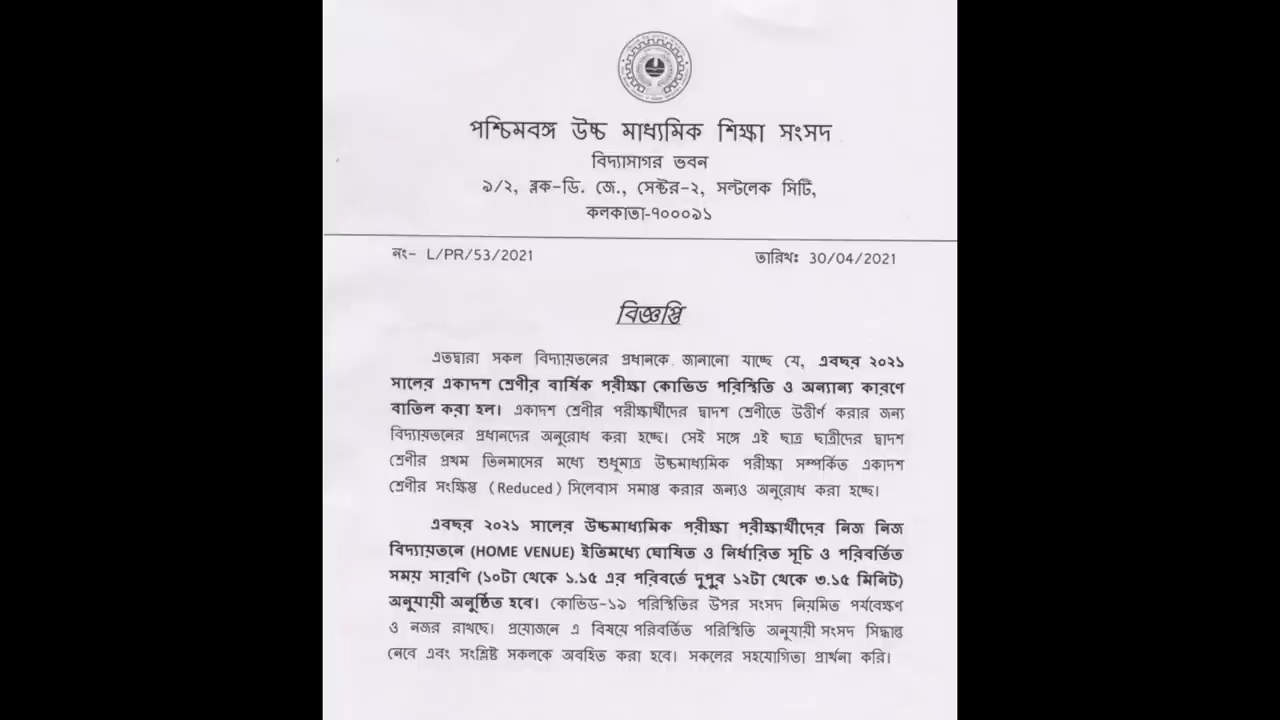 পশ্চিমবঙ্গ উচ্চ মাধ্যমিক শিক্ষা সংসদ
বিদ্যাসাগর ভবন
৯/২, ব্লক-ডি. জে., সেক্টর-২, সল্টলেক সিটি,
কলকাতা-৭০০০৯১
নং- L/PR/53/2021 তারিখঃ 30/04/2021
বিজ্ঞপ্তি
এতদ্বারা সকল বিদ্যায়তনের প্রধানকে জানানো যাচ্ছে যে, এবছর ২০২১
সালের একাদশ শ্রেণীর বার্ষিক পরীক্ষা কোভিড পরিস্থিতি ও অন্যান্য কারণে
বাতিল করা হল। একাদশ শ্রেণীর পরীক্ষার্থীদের দ্বাদশ শ্রেণীতে উত্তীর্ণ করার জন্য
বিদ্যায়তনের প্রধানদের অনুরোধ করা হচ্ছে। সেই সঙ্গে এই ছাত্র ছাত্রীদের দ্বাদশ
শ্রেণীর প্রথম তিনমাসের মধ্যে শুধুমাত্র উচ্চমাধ্যমিক পরীক্ষা সম্পর্কিত একাদশ
শ্রেণীর সংক্ষিপ্ত (Reduced) সিলেবাস সমাপ্ত করার জন্যও অনুরোধ করা হচ্ছে।
এবছর ২০২১ সালের উচ্চমাধ্যমিক পরীক্ষা পরীক্ষার্থীদের নিজ নিজ
বিদ্যায়তনে (HOME VENUE) ইতিমধ্যে ঘোষিত ও নির্ধারিত সূচি ও পরিবর্তিত
সময় সারণি (১০টা থেকে ১.১৫ এর পরিবর্তে দুপুর ১২টা থেকে ৩.১৫ মিনিট)
অনুযায়ী অনুষ্ঠিত হবে। কোভিড-১৯ পরিস্থিতির উপর সংসদ নিয়মিত পর্যবেক্ষণ
ও নজর রাখছে। প্রয়োজনে এ বিষয়ে পরিবর্তিত পরিস্থিতি অনুযায়ী সংসদ সিদ্ধান্ত
নেবে এবং সংশ্লিষ্ট সকলকে অবহিত করা হবে। সকলের সহযোগিতা প্রার্থনা করি।